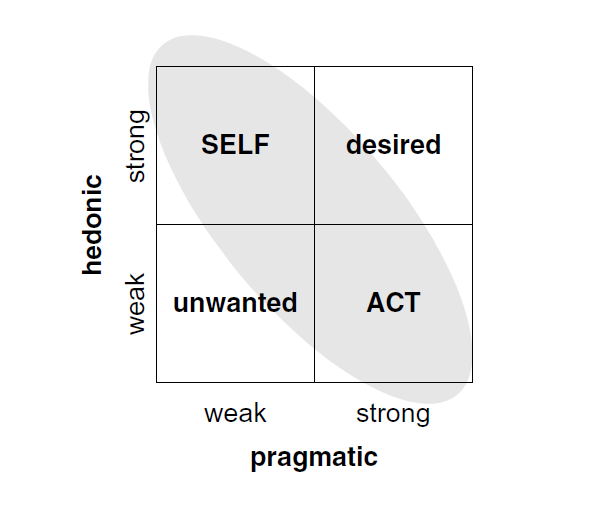 hedonic
strong
SELF
desired
weak
unwanted
ACT
weak
strong
pragmatic